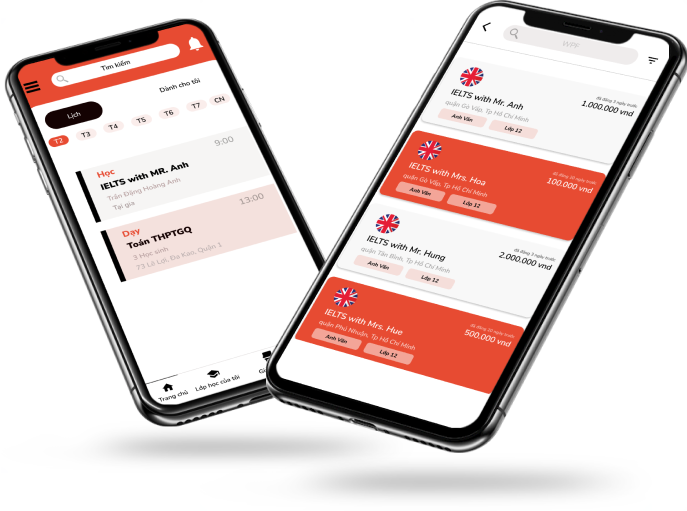 Tìm kiếm
Lịch
Dành cho tôi
T2 T3 T4 T5 T6 T7 CN
Học
9:00
IELTS with MR. Anh
Trần Đặng Hoàng Anh
Tại gia
Dạy
13:00
Toán THPTGQ
3 Học sinh
73 Lê Lợi, Đa Kao, Quận 1
Trang chủ
Lớp học của tôi
IELTS with Mr. Anh
quận Gò Vấp, Tp Hồ Chí Minh
Anh Văn
Lớp 12
đã đăng 3 ngày trước
1.000.000 vnd
IELTS with Mrs. Hoa
quận Gò Vấp, Tp Hồ Chí Minh
Anh Văn
Lớp 12
đã đăng 10 ngày trước
100.000 vnd
IELTS with Mr. Hung
quận Tân Bình, Tp Hồ Chí Minh
Anh Văn
Lớp 12
đã đăng 3 ngày trước
2.000.000 vnd
IELTS with Mrs. Hue
quận Phú Nhuận, Tp Hồ Chí Minh
Anh Văn
Lớp 12
đã đăng 10 ngày trước
500.000 vnd